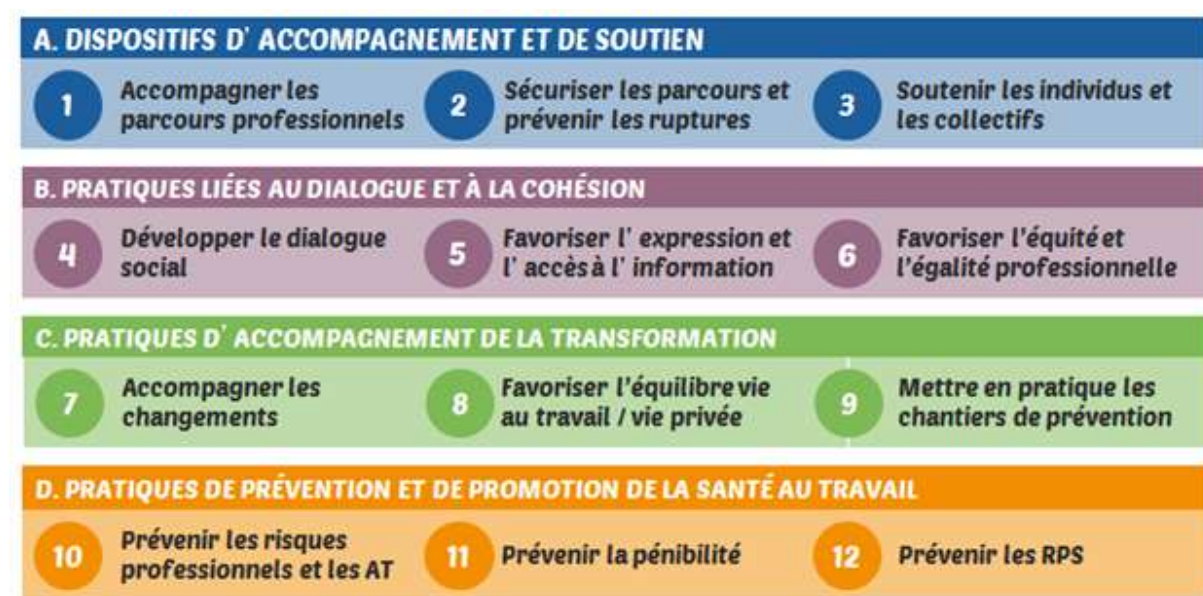 A. DISPOSITIFS D' ACCOMPAGNEMENT ET DE SOUTIEN
1
Accompagner les
parcours professionnels
2
Sécuriser les parcours et
prévenir les ruptures
3
Soutenir les individus et
les collectifs
B. PRATIQUES LIÉES AU DIALOGUE ET À LA COHÉSION
4
Développer le dialogue
social
5
Favoriser l' expression et
l' accès à l' information
6
Favoriser l'équité et
l'égalité professionnelle
C. PRATIQUES D' ACCOMPAGNEMENT DE LA TRANSFORMATION
7
Accompagner les
changements
8
Favoriser l'équilibre vie
au travail / vie privée
9
Mettre en pratique les
chantiers de prévention
D. PRATIQUES DE PRÉVENTION ET DE PROMOTION DE LA SANTÉ AU TRAVAIL
10
Prévenir les risques
professionnels et les AT
11
Prévenir la pénibilité
12
Prévenir les RPS